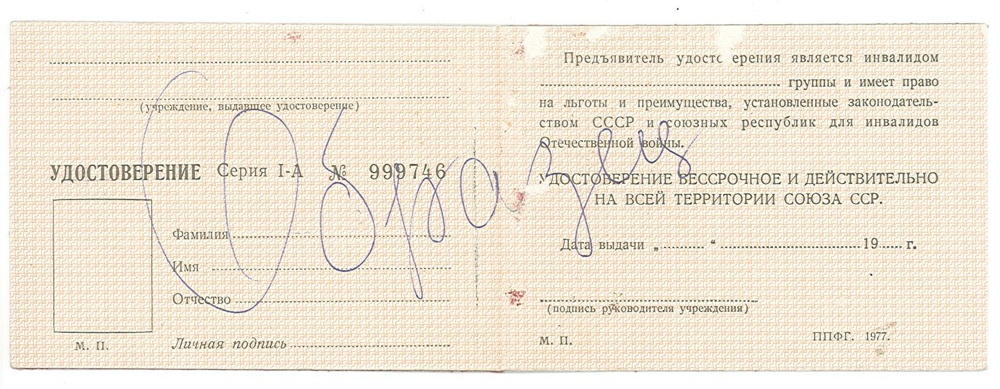 (учреждение, выдавшее удостоверение)
УДОСТОВЕРЕНИЕ Серия I-А № 999746
Фамилия
Имя
Отчество
М. П.
Личная подпись
Образец
Предъявитель удостоверения является инвалидом
группы и имеет право
на льготы и преимущества, установленные законодатель-
ством СССР и союзных республик для инвалидов
Отечественной войны.
УДОСТОВЕРЕНИЕ БЕССРОЧНОЕ И ДЕЙСТВИТЕЛЬНО
НА ВСЕЙ ТЕРРИТОРИИ СОЮЗА ССР.
Дата выдачи „ “ 19 г.
(подпись руководителя учреждения)
М. П.
ППФГ. 1977.